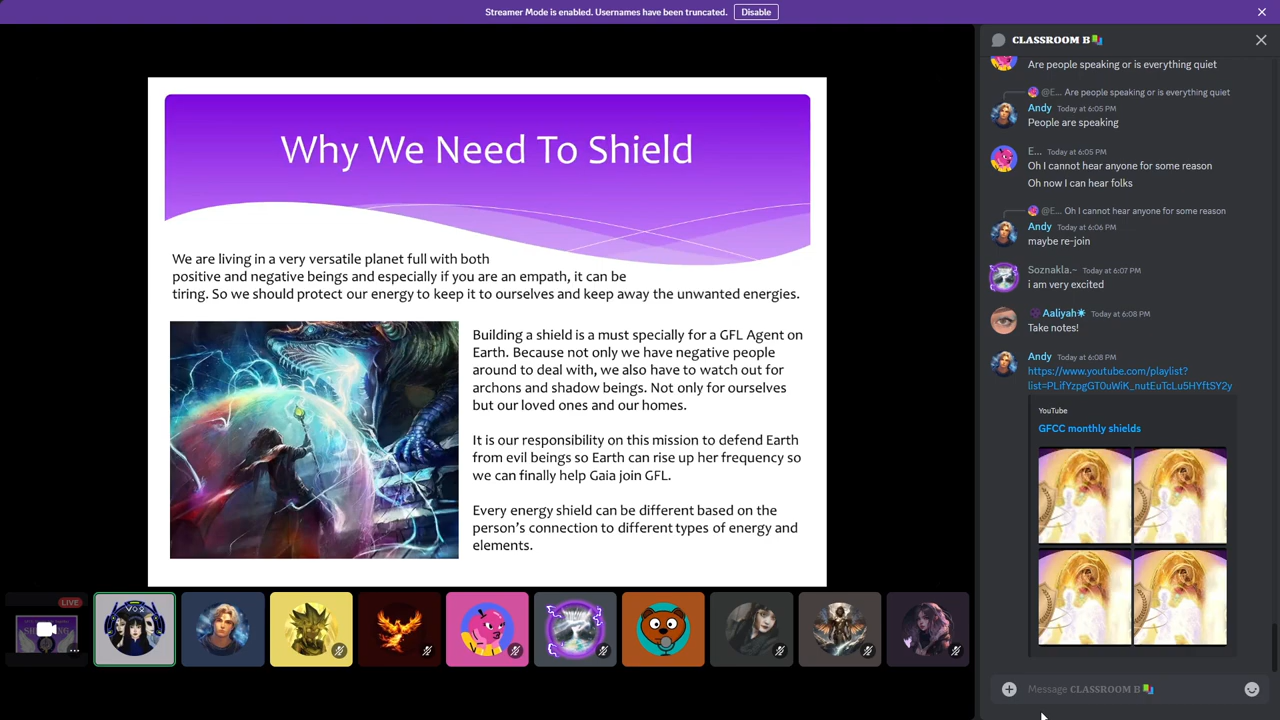 Streamer Mode is enabled. Usernames have been truncated. Disable
CLASSROOM B
Why We Need To Shield
We are living in a very versatile planet full with both
positive and negative beings and especially if you are an empath, it can be
tiring. So we should protect our energy to keep it to ourselves and keep away the unwanted energies.
Building a shield is a must specially for a GFL Agent on
Earth. Because not only we have negative people
around to deal with, we also have to watch out for
archons and shadow beings. Not only for ourselves
but our loved ones and our homes.
It is our responsibility on this mission to defend Earth
from evil beings so Earth can rise up her frequency so
we can finally help Gaia join GFL.
Every energy shield can be different based on the
person's connection to different types of energy and
elements.
LIVE
VOX
Are people speaking or is everything quiet
@E... Are people speaking or is everything quiet
Andy Today at 6:05 PM
People are speaking
E... Today at 6:05 PM
Oh I cannot hear anyone for some reason
Oh now I can hear folks
@E... Oh I cannot hear anyone for some reason
Andy Today at 6:06 PM
maybe re-join
Soznakla.~ Today at 6:07 PM
i am very excited
Aaliyah Today at 6:08 PM
Take notes!
Andy Today at 6:08 PM
https://www.youtube.com/playlist?
list=PLifYzpgGT0uWiK_nutEuTcLu5HYftSY2y
YouTube
GFCC monthly shields
Message CLASSROOM B